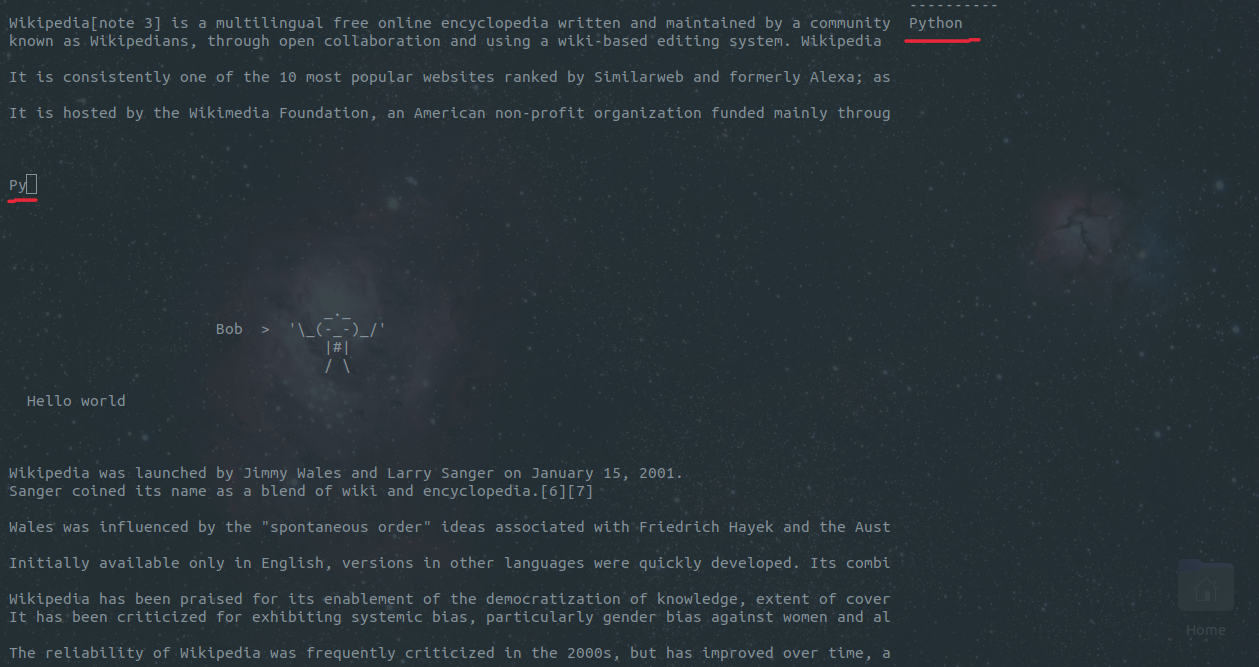 ----------
Wikipedia[note 3] is a multilingual free online encyclopedia written and maintained by a community  Python
known as Wikipedians, through open collaboration and using a wiki-based editing system. Wikipedia
It is consistently one of the 10 most popular websites ranked by Similarweb and formerly Alexa; as
It is hosted by the Wikimedia Foundation, an American non-profit organization funded mainly throug
Py
_._
Bob  >  '\_(-_-)_/'
|#|
/ \
Hello world
Wikipedia was launched by Jimmy Wales and Larry Sanger on January 15, 2001.
Sanger coined its name as a blend of wiki and encyclopedia.[6][7]
Wales was influenced by the "spontaneous order" ideas associated with Friedrich Hayek and the Aust
Initially available only in English, versions in other languages were quickly developed. Its combi
Wikipedia has been praised for its enablement of the democratization of knowledge, extent of cover
It has been criticized for exhibiting systemic bias, particularly gender bias against women and al
Home
The reliability of Wikipedia was frequently criticized in the 2000s, but has improved over time, a